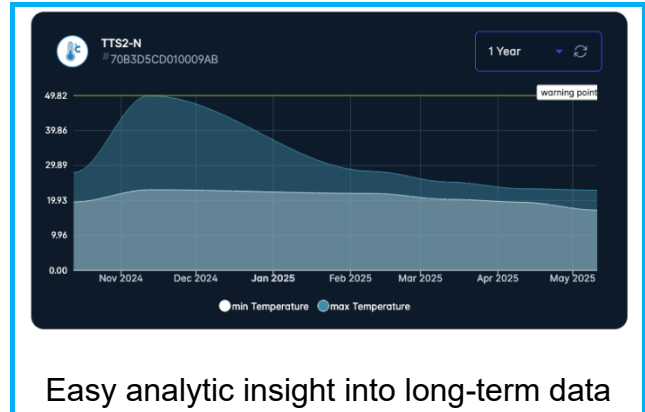 TTS2-N
#70B3D5CD010009AB
1 Year
warning point
49.82
39.86
29.89
19.93
9.96
0.00
Nov 2024 Dec 2024 Jan 2025 Feb 2025 Mar 2025 Apr 2025 May 2025
min Temperature max Temperature
Easy analytic insight into long-term data